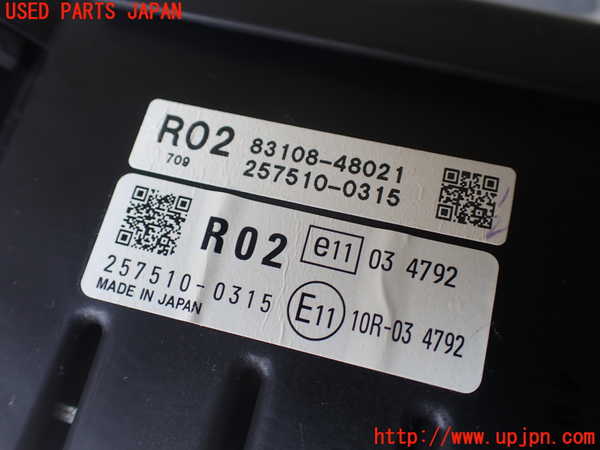 USED PARTS JAPAN
R02 83108-48021
709 257510-0315
R02 e11 03 4792
257510-0315
MADE IN JAPAN E11 10R-03 4792
http://www.upjpn.com/